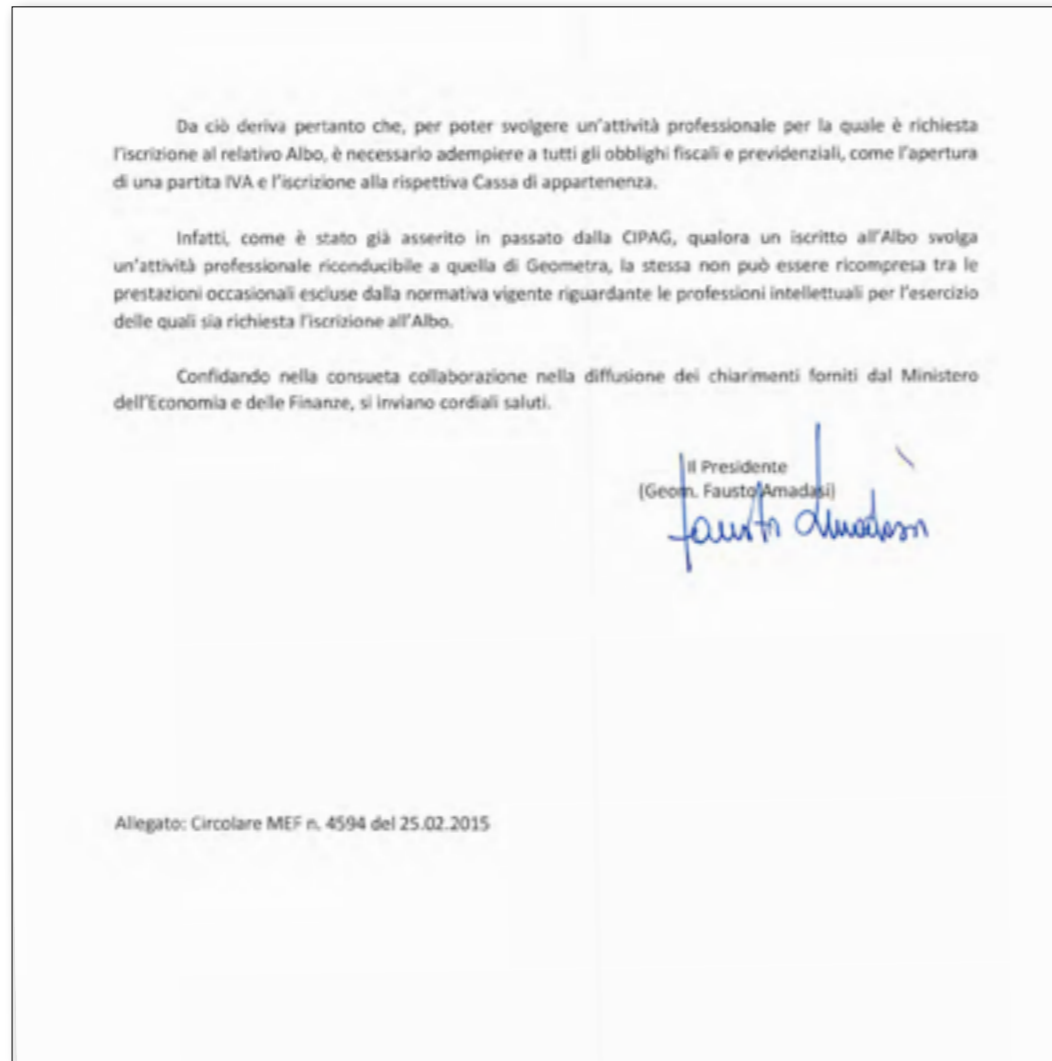 Da ciò deriva pertanto che, per poter svolgere un'attività professionale per la quale è richiesta
l'iscrizione al relativo Albo, è necessario adempiere a tutti gli obblighi fiscali e previdenziali, come l'apertura
di una partita IVA e l'iscrizione alla rispettiva Cassa di appartenenza.
Infatti, come è stato già asserito in passato dalla CIPAG, qualora un iscritto all'Albo svolga
un'attività professionale riconducibile a quella di Geometra, la stessa non può essere ricompresa tra le
prestazioni occasionali escluse dalla normativa vigente riguardante le professioni intellettuali per l'esercizio
delle quali sia richiesta l'iscrizione all'Albo.
Confidando nella consueta collaborazione nella diffusione dei chiarimenti forniti dal Ministero
dell'Economia e delle Finanze, si inviano cordiali saluti.
Il Presidente
(Geom. Fausto Amadasi)
Fausto Amadasi
Allegato: Circolare MEF n. 4594 del 25.02.2015